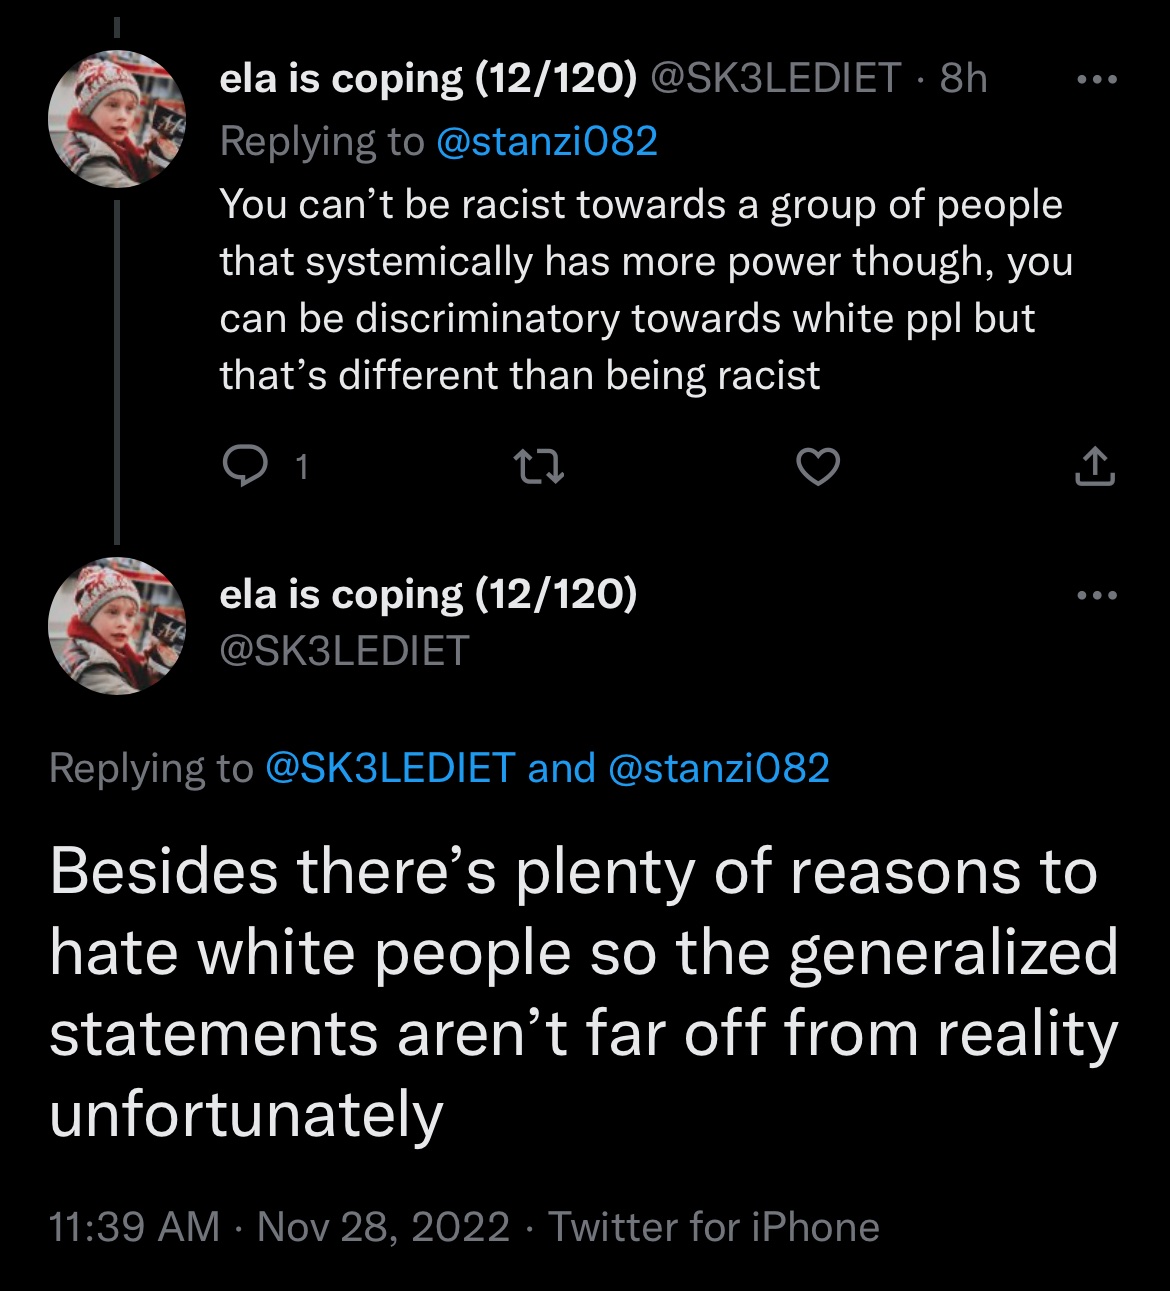 ela is coping (12/120) @SK3LEDIET · 8h
Replying to @stanzi082
You can’t be racist towards a group of people
that systemically has more power though, you
can be discriminatory towards white ppl but
that’s different than being racist
1
ela is coping (12/120)
@SK3LEDIET
Replying to @SK3LEDIET and @stanzi082
Besides there’s plenty of reasons to
hate white people so the generalized
statements aren’t far off from reality
unfortunately
11:39 AM · Nov 28, 2022 · Twitter for iPhone